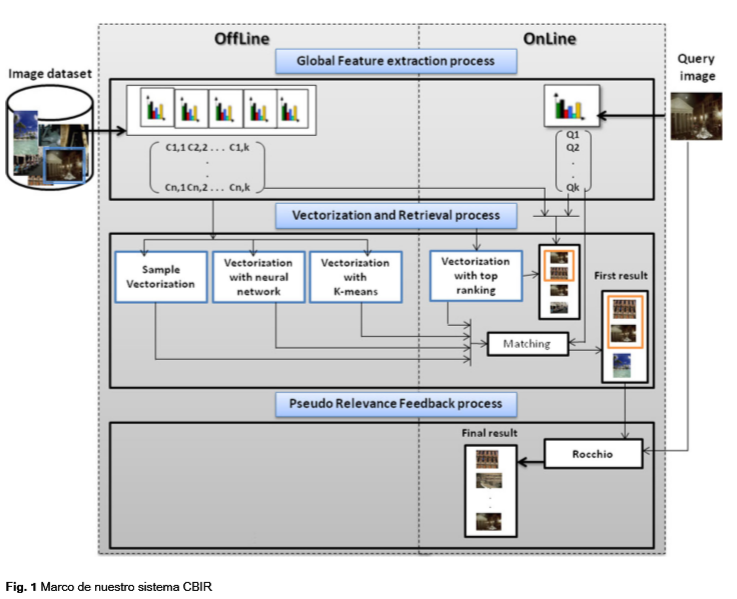 OffLine
OnLine
Global Feature extraction process
Query
image
Image dataset
C1,1 C2,2 . . . C1,k
.
.
Cn,1 Cn,2 . . . Cn,k
Q1
Q2
.
.
Qk
Vectorization and Retrieval process
Sample
Vectorization
Vectorization
with neural
network
Vectorization
with
K-means
Vectorization
with top
ranking
First result
Matching
Pseudo Relevance Feedback process
Final result
Rocchio
Fig. 1 Marco de nuestro sistema CBIR